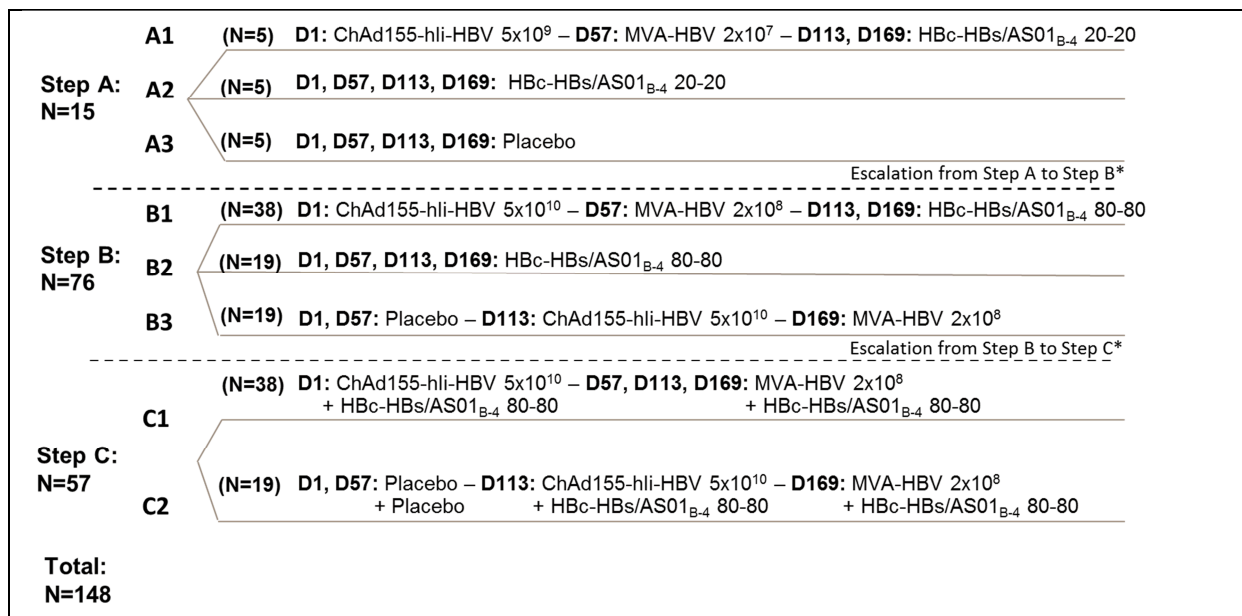 A1 (N=5) D1: ChAd155-hli-HBV 5x10⁹ – D57: MVA-HBV 2x10⁷ – D113, D169: HBc-HBs/AS01B-4 20-20
Step A:
N=15
A2 (N=5) D1, D57, D113, D169: HBc-HBs/AS01B-4 20-20
A3 (N=5) D1, D57, D113, D169: Placebo
Escalation from Step A to Step B*
B1 (N=38) D1: ChAd155-hli-HBV 5x10¹⁰ – D57: MVA-HBV 2x10⁸ – D113, D169: HBc-HBs/AS01B-4 80-80
Step B:
N=76
B2 (N=19) D1, D57, D113, D169: HBc-HBs/AS01B-4 80-80
B3 (N=19) D1, D57: Placebo – D113: ChAd155-hli-HBV 5x10¹⁰ – D169: MVA-HBV 2x10⁸
Escalation from Step B to Step C*
(N=38) D1: ChAd155-hli-HBV 5x10¹⁰ – D57, D113, D169: MVA-HBV 2x10⁸
+ HBc-HBs/AS01B-4 80-80 + HBc-HBs/AS01B-4 80-80
C1
Step C:
N=57
(N=19) D1, D57: Placebo – D113: ChAd155-hli-HBV 5x10¹⁰ – D169: MVA-HBV 2x10⁸
+ Placebo + HBc-HBs/AS01B-4 80-80 + HBc-HBs/AS01B-4 80-80
C2
Total:
N=148